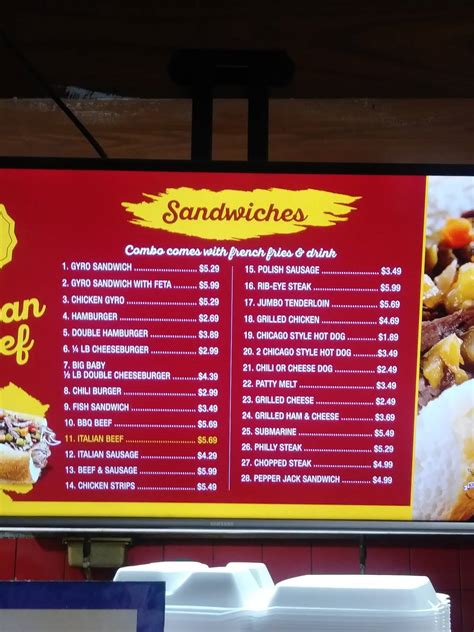 Sandwiches
Combo comes with french fries & drink
an
ef
1. GYRO SANDWICH ........ $5.29
2. GYRO SANDWICH WITH FETA ........ $5.99
3. CHICKEN GYRO ........ $5.29
4. HAMBURGER ........ $2.69
5. DOUBLE HAMBURGER ........ $3.89
6. ¼ LB CHEESEBURGER ........ $2.99
7. BIG BABY
½ LB DOUBLE CHEESEBURGER ........ $4.39
8. CHILI BURGER ........ $2.99
9. FISH SANDWICH ........ $3.49
10. BBQ BEEF ........ $5.69
11. ITALIAN BEEF ........ $5.69
12. ITALIAN SAUSAGE ........ $4.29
13. BEEF & SAUSAGE ........ $5.99
14. CHICKEN STRIPS ........ $5.49
15. POLISH SAUSAGE ........ $3.49
16. RIB-EYE STEAK ........ $5.99
17. JUMBO TENDERLOIN ........ $5.99
18. GRILLED CHICKEN ........ $4.69
19. CHICAGO STYLE HOT DOG ........ $1.89
20. 2 CHICAGO STYLE HOT DOG ........ $3.49
21. CHILI OR CHEESE DOG ........ $2.49
22. PATTY MELT ........ $3.49
23. GRILLED CHEESE ........ $2.49
24. GRILLED HAM & CHEESE ........ $3.69
25. SUBMARINE ........ $5.49
26. PHILLY STEAK ........ $5.99
27. CHOPPED STEAK ........ $4.99
28. PEPPER JACK SANDWICH ........ $4.99
SAMSUNG